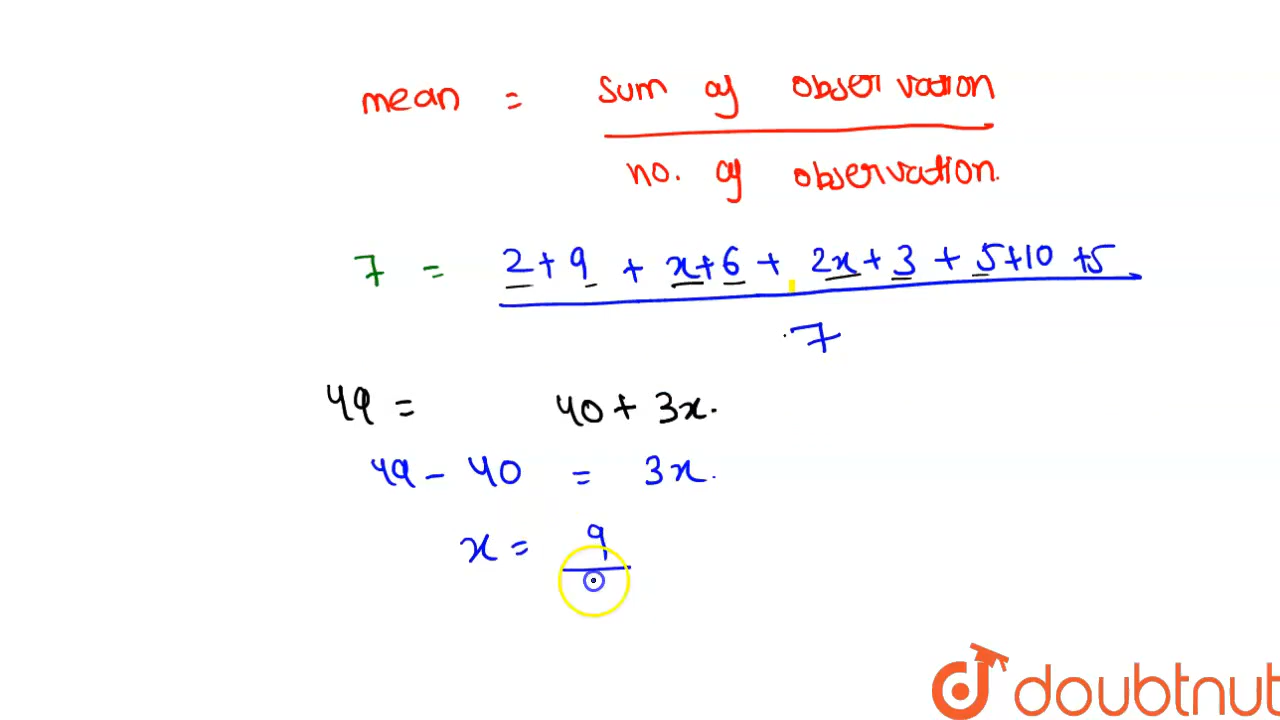 mean = sum of observation
no. of observation.
7 = 2+9 + x+6 + 2x+3 + 5+10 +5
7
49 = 40 + 3x.
49 - 40 = 3x.
x = 9
doubtnut